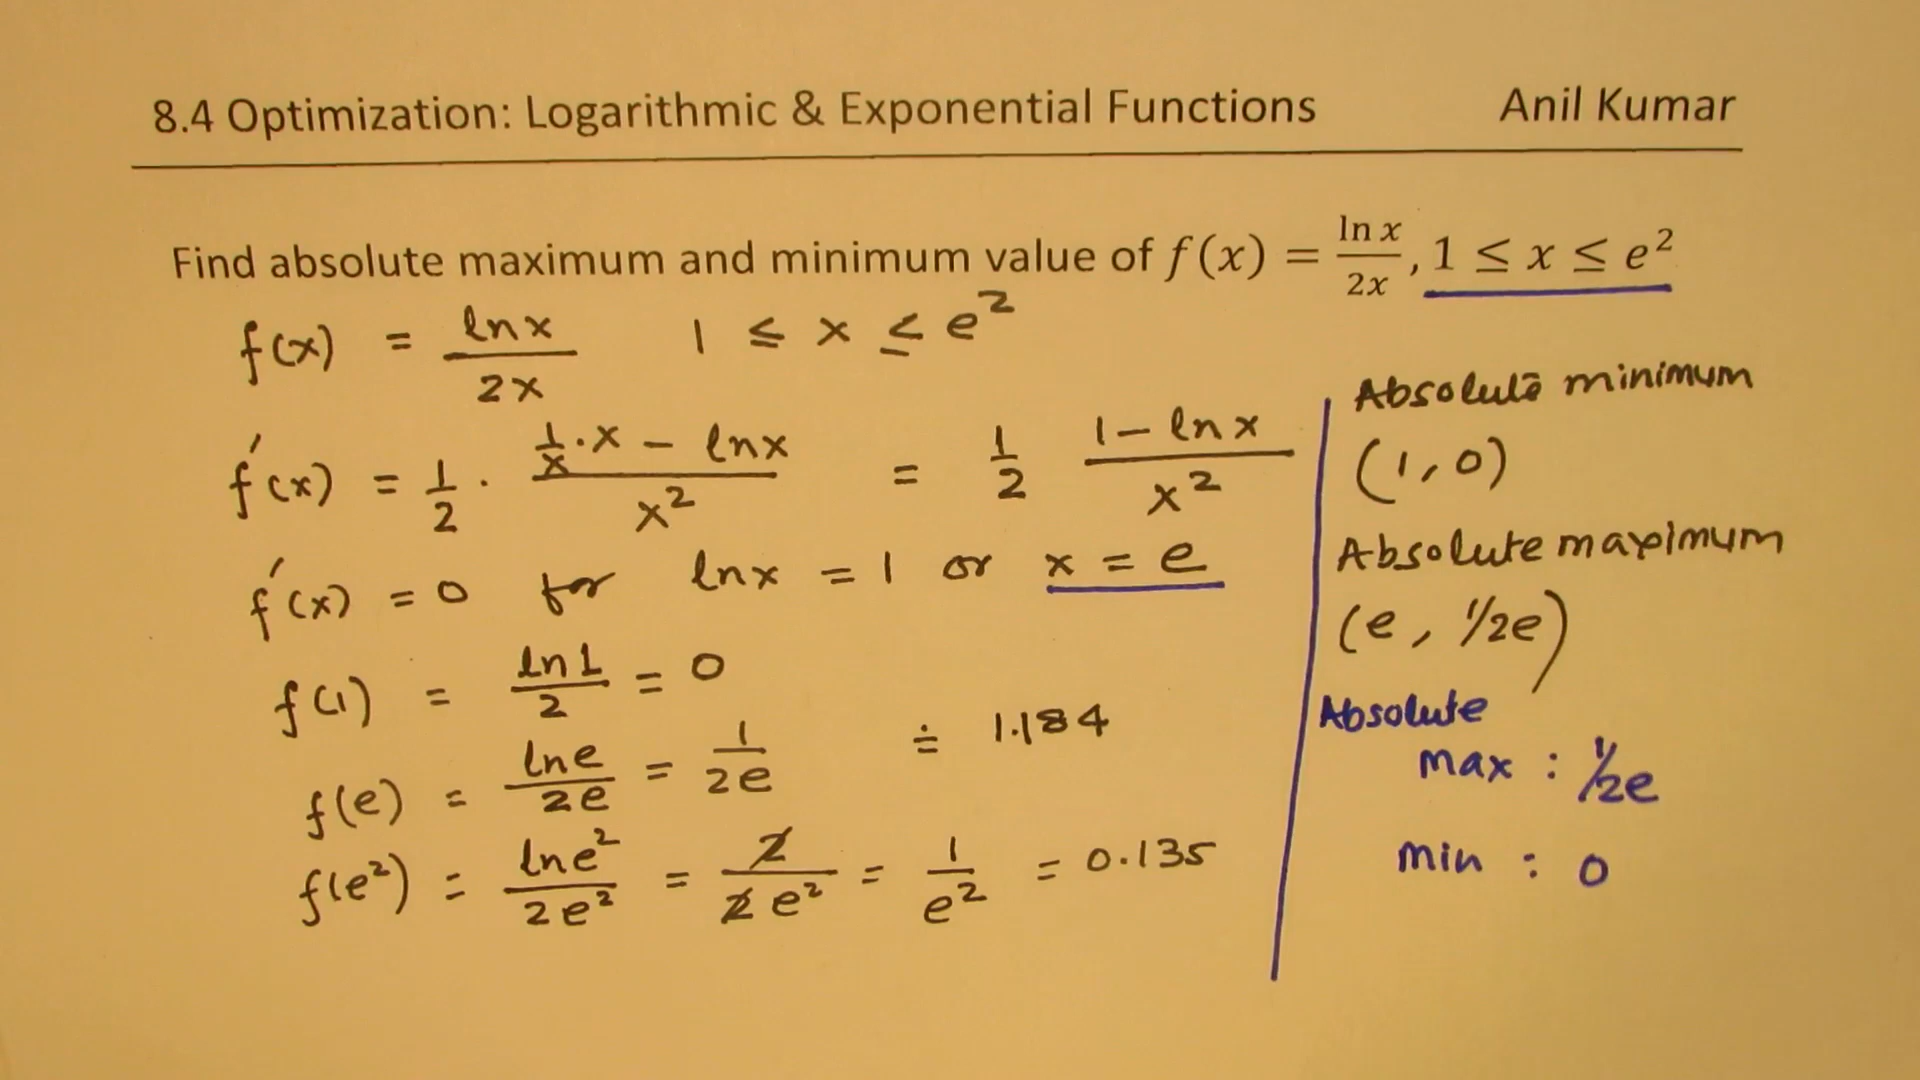 8.4 Optimization: Logarithmic & Exponential Functions Anil Kumar
Find absolute maximum and minimum value of f(x) = ln x / 2x, 1 ≤ x ≤ e²
f(x) = lnx / 2x 1 ≤ x ≤ e²
f'(x) = 1/2 · (1/x · x − lnx) / x² = 1/2 (1 − lnx) / x²
f'(x) = 0 for lnx = 1 or x = e
f(1) = ln1 / 2 = 0
f(e) = lne / 2e = 1 / 2e ≐ 1.184
f(e²) = lne² / 2e² = 2 / 2e² = 1 / e² = 0.135
Absolute minimum
(1, 0)
Absolute maximum
(e, 1/2e)
Absolute
max : 1/2e
min : 0